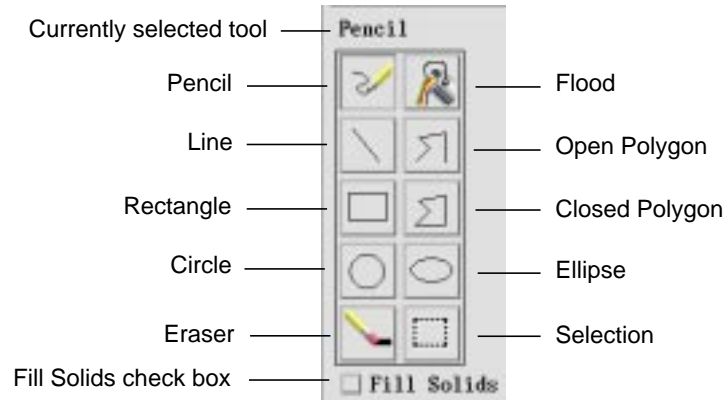 Currently selected tool Pencil
Pencil Flood
Line Open Polygon
Rectangle Closed Polygon
Circle Ellipse
Eraser Selection
Fill Solids check box Fill Solids